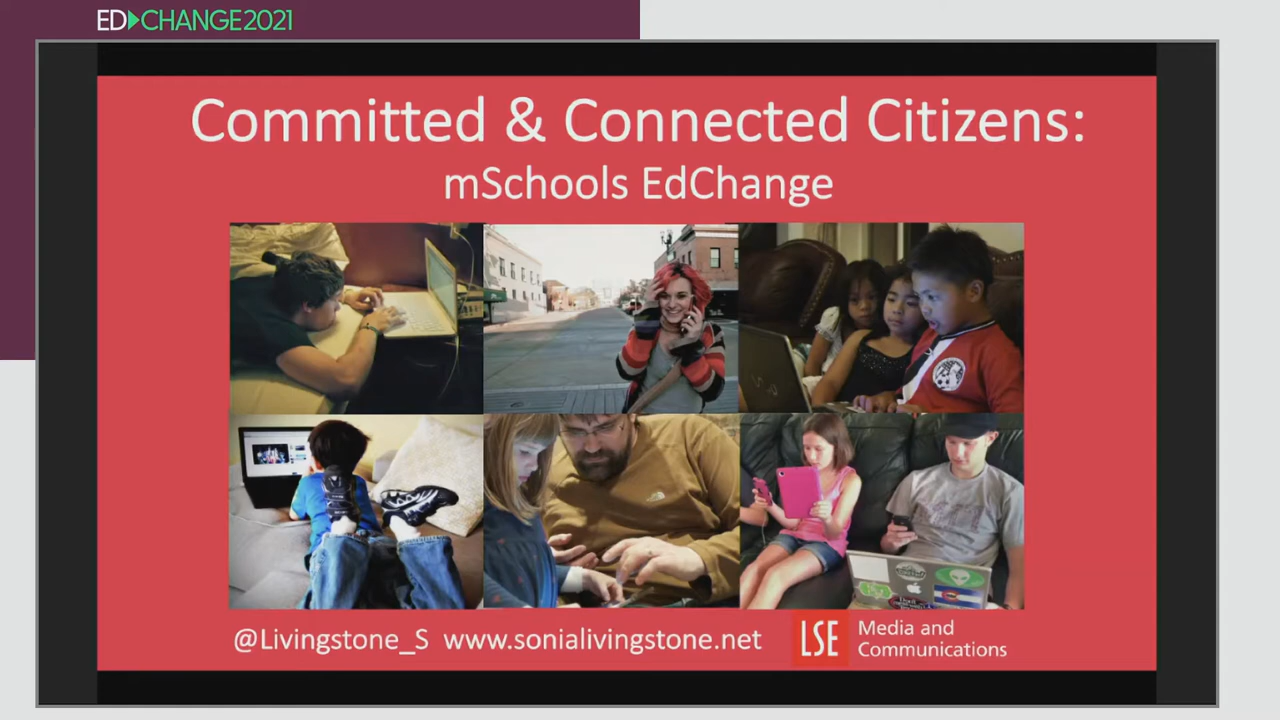 ED▶CHANGE2021
Committed & Connected Citizens:
mSchools EdChange
@Livingstone_S www.sonialivingstone.net
LSE
Media and
Communications